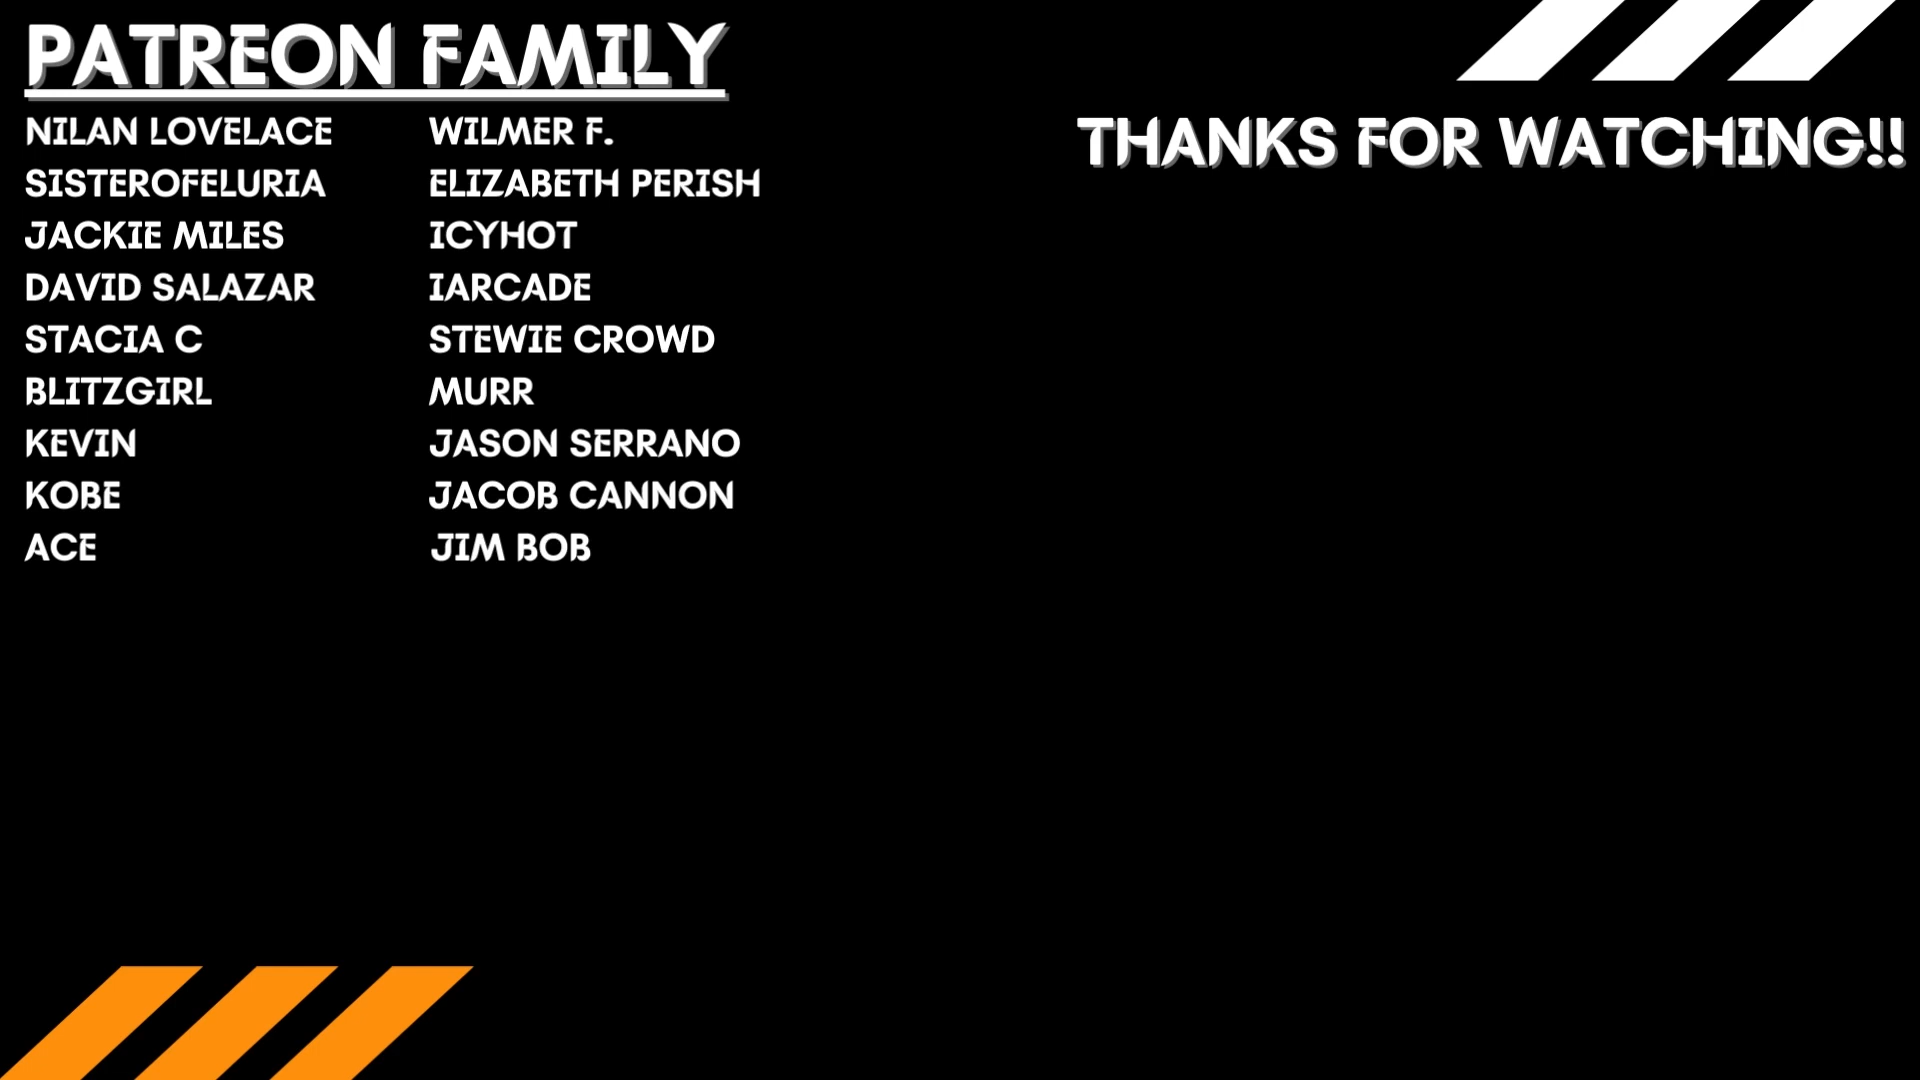 PATREON FAMILY
NILAN LOVELACE
SISTEROFELURIA
JACKIE MILES
DAVID SALAZAR
STACIA C
BLITZGIRL
KEVIN
KOBE
ACE
WILMER F.
ELIZABETH PERISH
ICYHOT
IARCADE
STEWIE CROWD
MURR
JASON SERRANO
JACOB CANNON
JIM BOB
THANKS FOR WATCHING!!